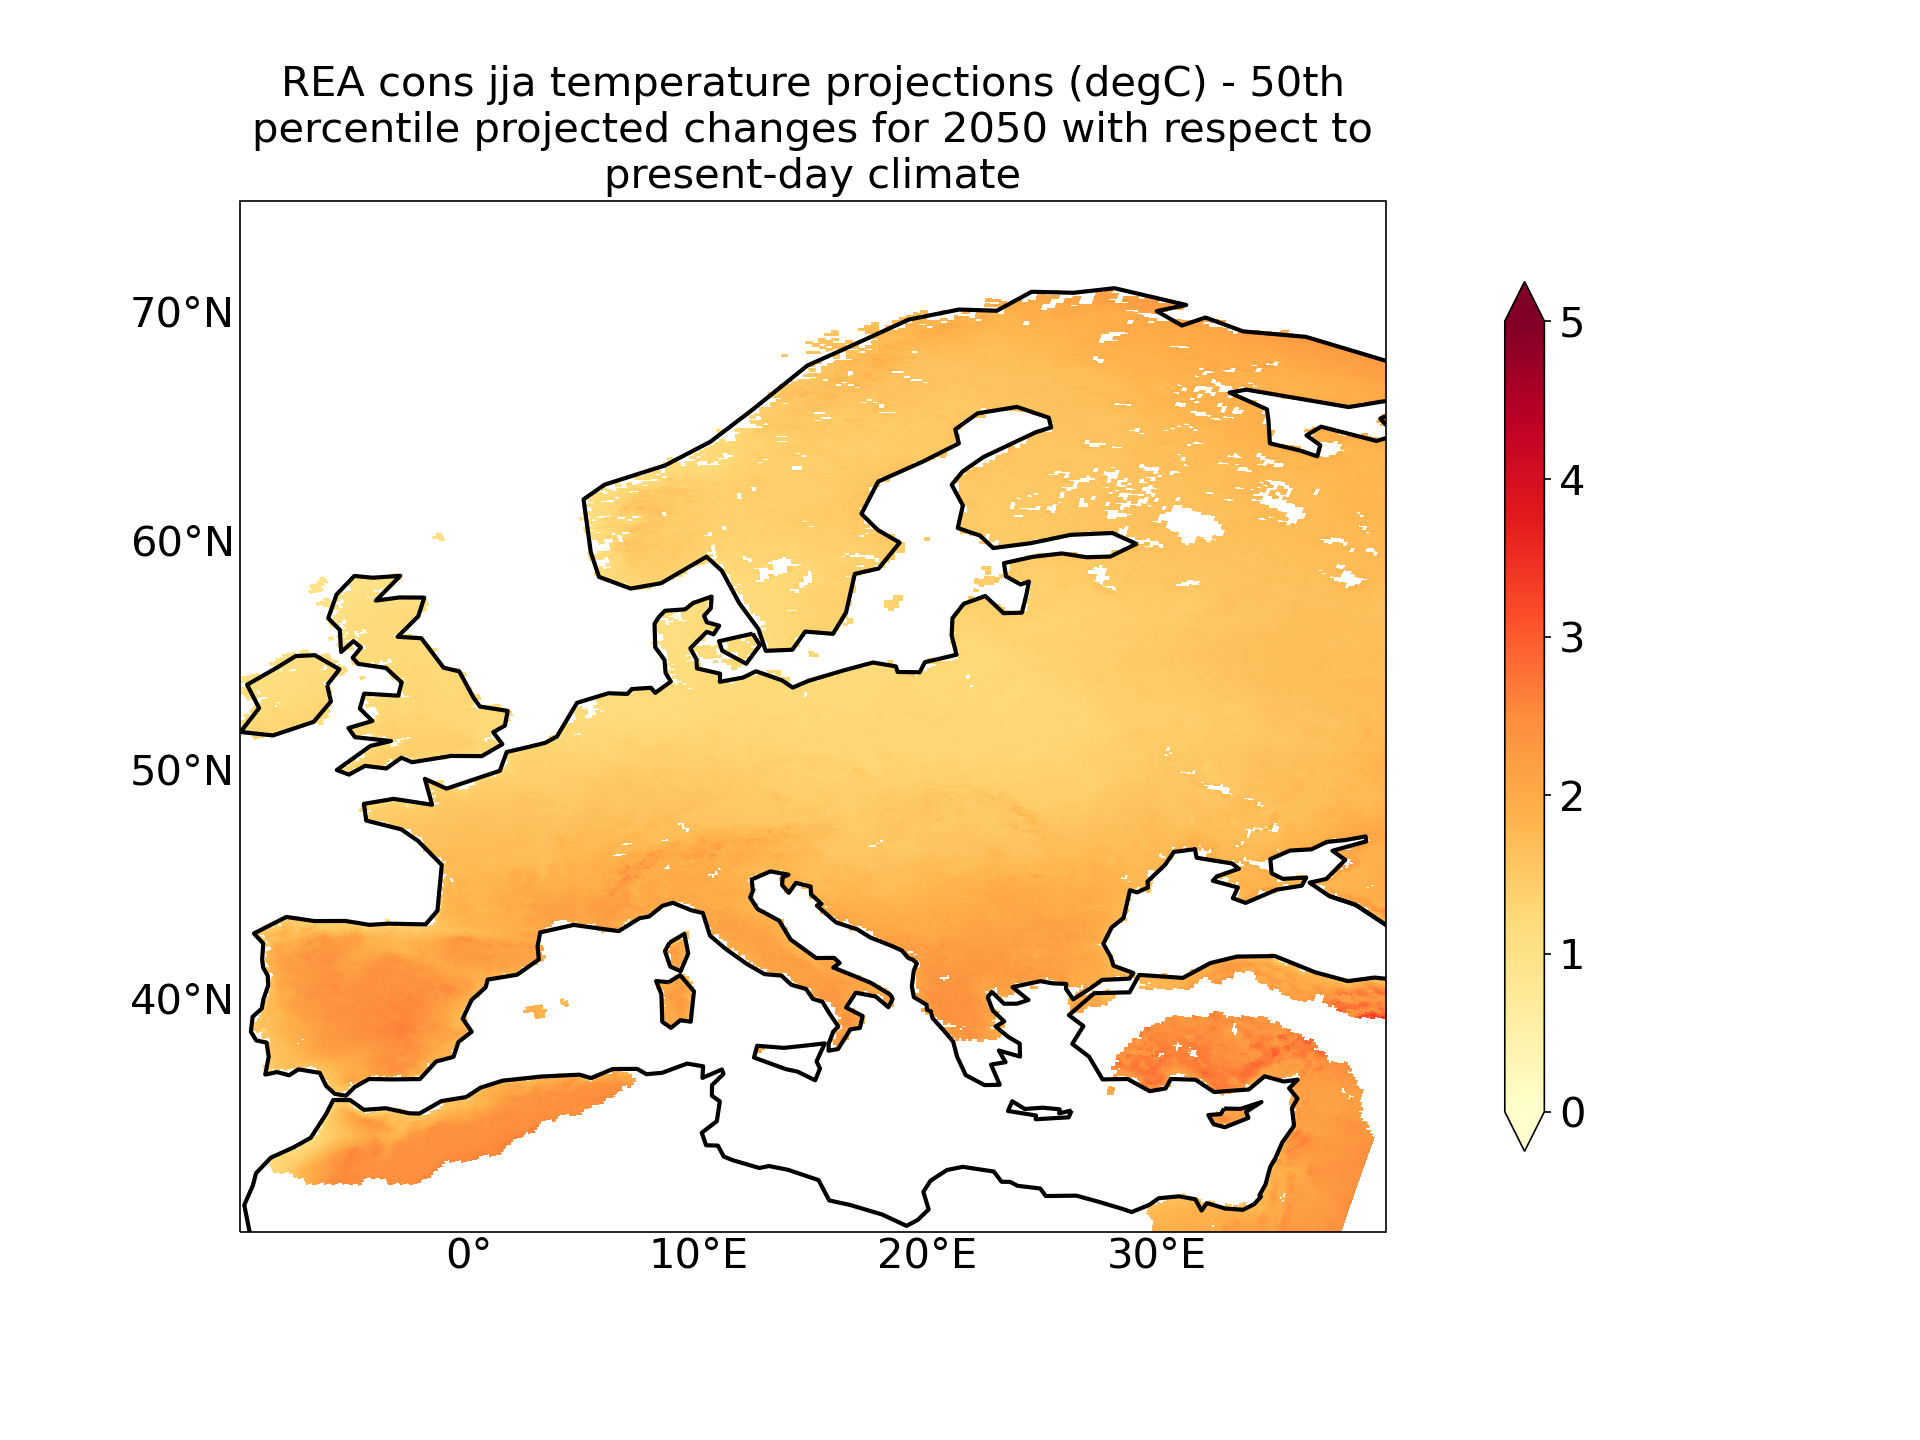 REA cons jja temperature projections (degC) - 50th
percentile projected changes for 2050 with respect to
present-day climate
70°N
60°N
50°N
40°N
0°
10°E
20°E
30°E
5
4
3
2
1
0